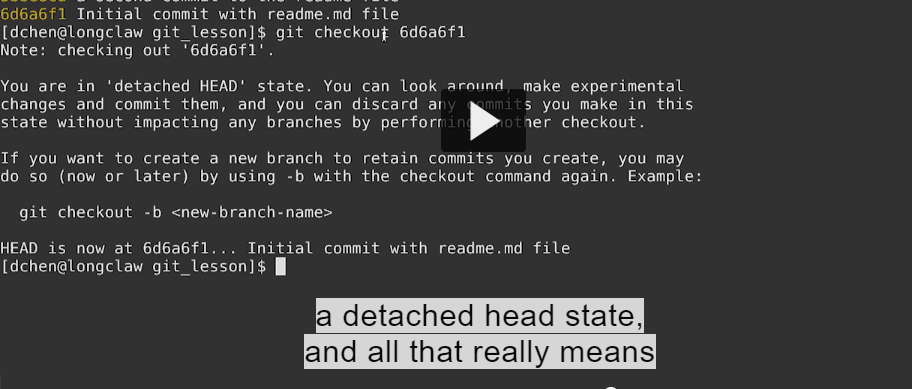 6d6a6f1 Initial commit with readme.md file
[dchen@longclaw git_lesson]$ git checkout 6d6a6f1
Note: checking out '6d6a6f1'.
You are in 'detached HEAD' state. You can look around, make experimental
changes and commit them, and you can discard any commits you make in this
state without impacting any branches by performing another checkout.
If you want to create a new branch to retain commits you create, you may
do so (now or later) by using -b with the checkout command again. Example:
git checkout -b <new-branch-name>
HEAD is now at 6d6a6f1... Initial commit with readme.md file
[dchen@longclaw git_lesson]$
a detached head state,
and all that really means